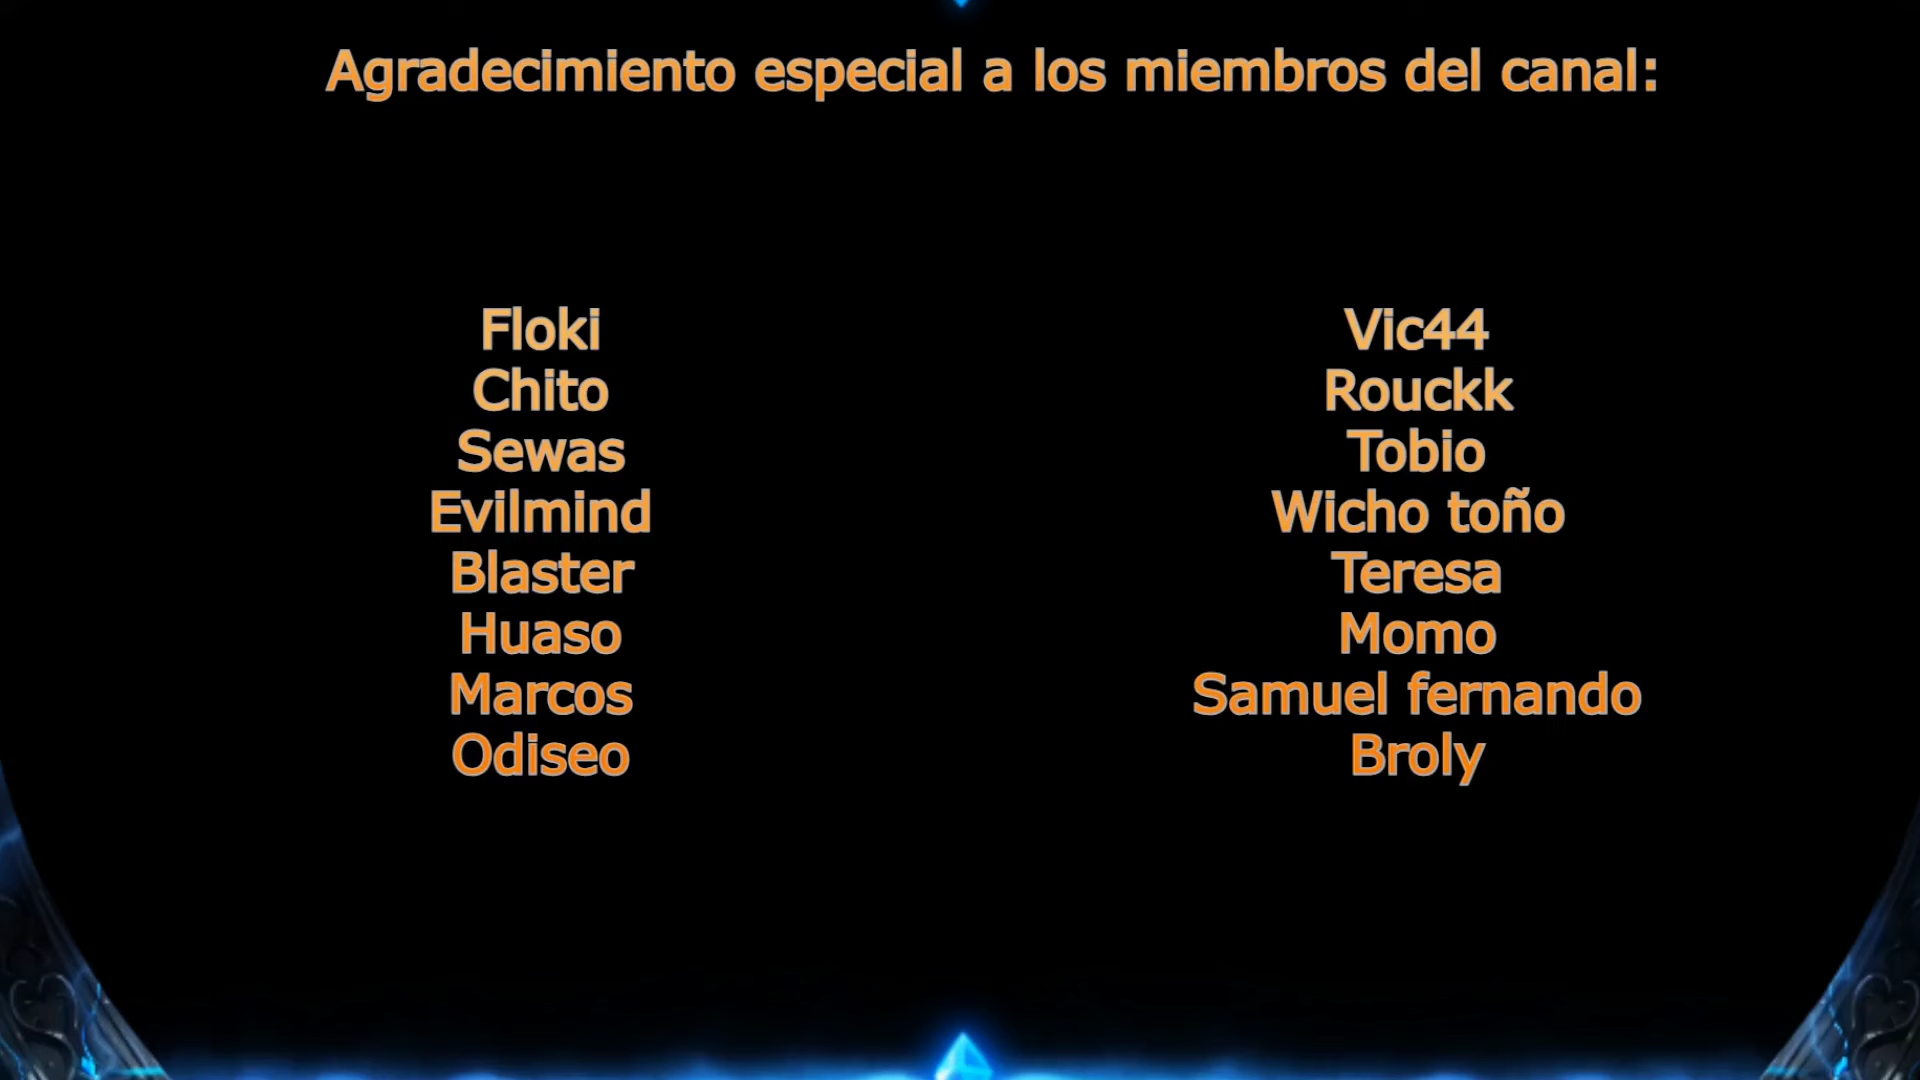 Agradecimiento especial a los miembros del canal:
Floki
Chito
Sewas
Evilmind
Blaster
Huaso
Marcos
Odiseo
Vic44
Rouckk
Tobio
Wicho toño
Teresa
Momo
Samuel fernando
Broly